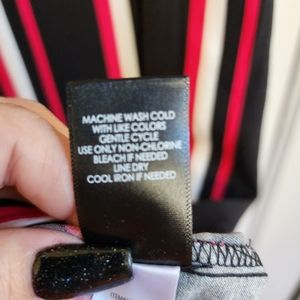 MACHINE WASH COLD
WITH LIKE COLORS
GENTLE CYCLE
USE ONLY NON-CHLORINE
BLEACH IF NEEDED
LINE DRY
COOL IRON IF NEEDED